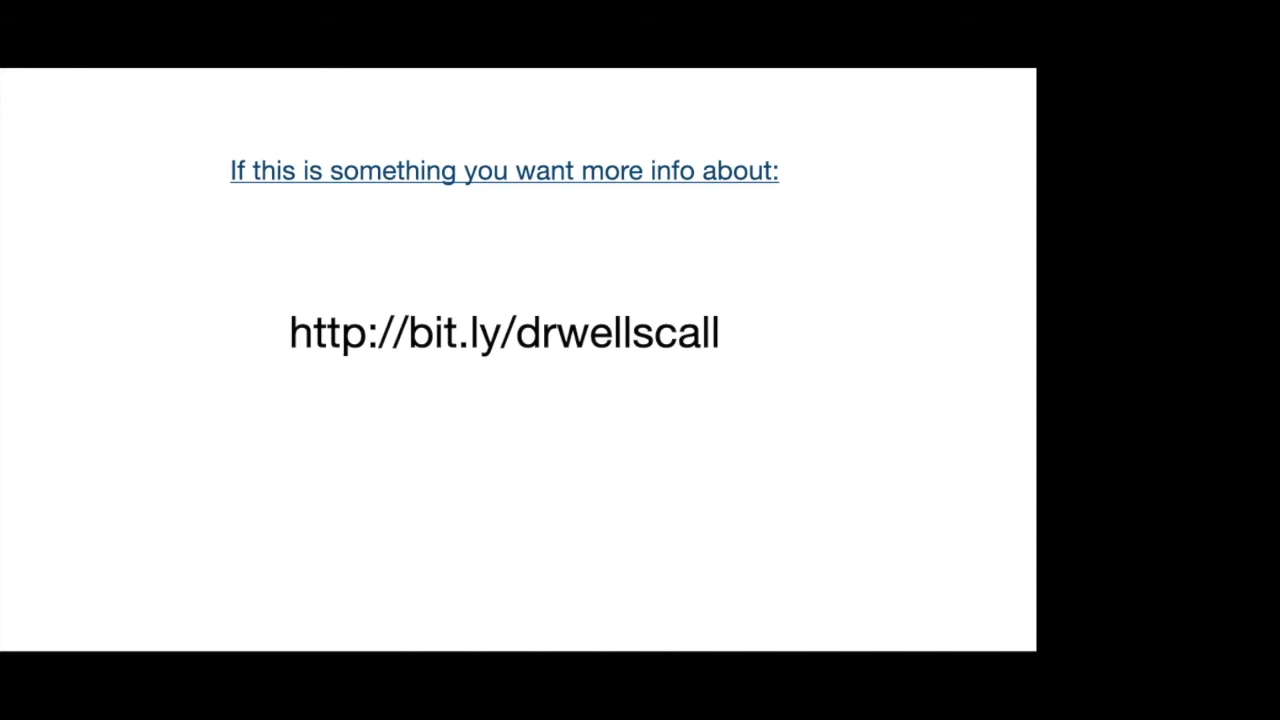 If this is something you want more info about:
http://bit.ly/drwellscall